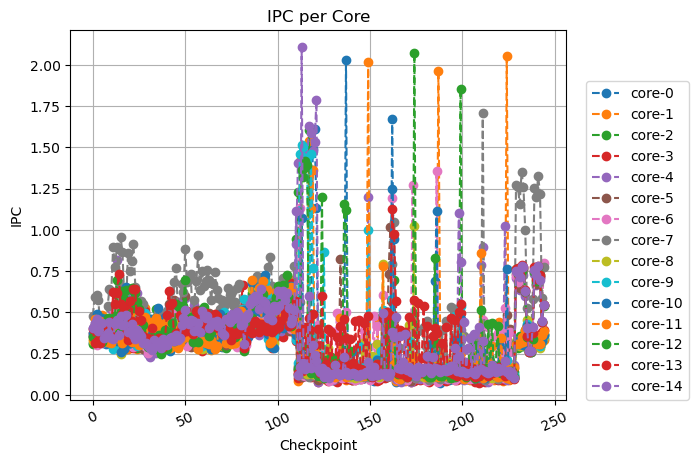 IPC per Core
IPC
2.00
1.75
1.50
1.25
1.00
0.75
0.50
0.25
0.00
0
50
100
150
200
250
Checkpoint
core-0
core-1
core-2
core-3
core-4
core-5
core-6
core-7
core-8
core-9
core-10
core-11
core-12
core-13
core-14